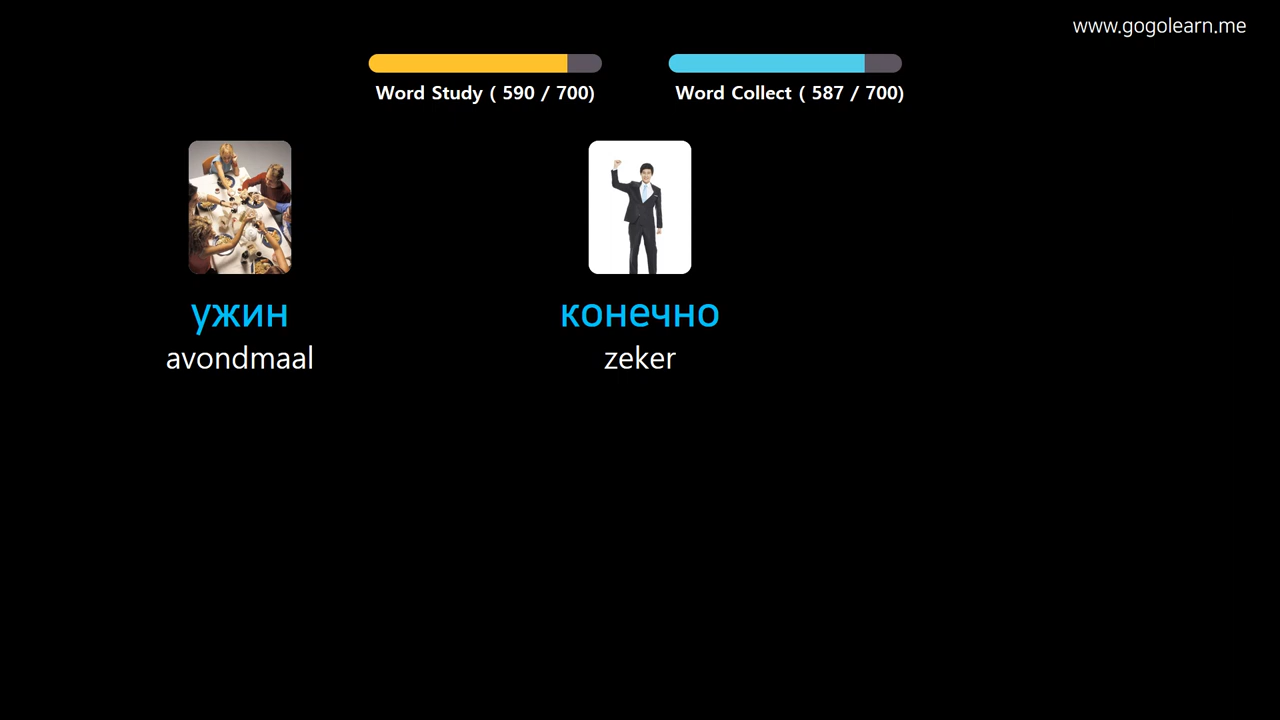 www.gogolearn.me
Word Study ( 590 / 700)
Word Collect ( 587 / 700)
ужин
конечно
avondmaal
zeker